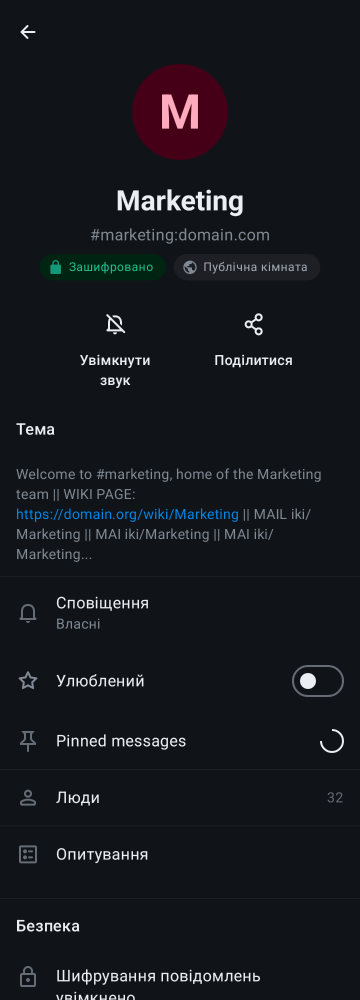 M
Marketing
#marketing:domain.com
Зашифровано
Публічна кімната
Увімкнути
звук
Поділитися
Тема
Welcome to #marketing, home of the Marketing
team || WIKI PAGE:
https://domain.org/wiki/Marketing || MAIL iki/
Marketing || MAI iki/Marketing || MAI iki/
Marketing...
Сповіщення
Власні
Улюблений
Pinned messages
Люди
32
Опитування
Безпека
Шифрування повідомлень
увімкнено